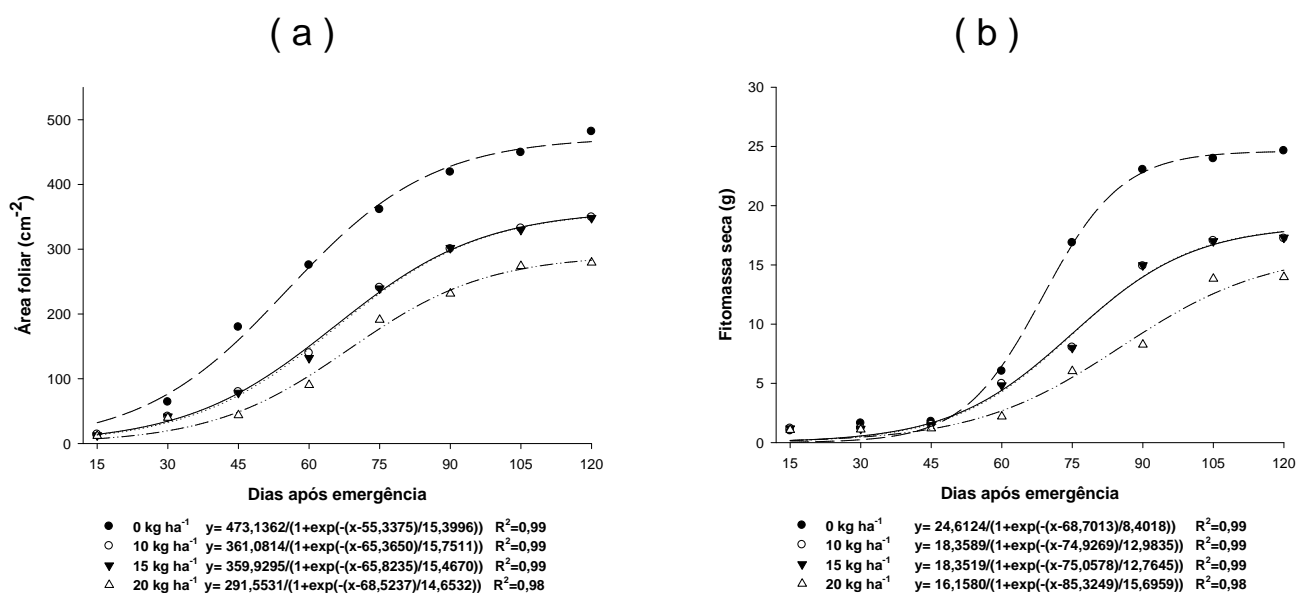 ( a )
( b )
Área foliar (cm-2)
500
400
300
200
100
0
15 30 45 60 75 90 105 120
Dias após emergência
0 kg ha-1 y= 473,1362/(1+exp(-(x-55,3375)/15,3996)) R2=0,99
10 kg ha-1 y= 361,0814/(1+exp(-(x-65,3650)/15,7511)) R2=0,99
15 kg ha-1 y= 359,9295/(1+exp(-(x-65,8235)/15,4670)) R2=0,99
20 kg ha-1 y= 291,5531/(1+exp(-(x-68,5237)/14,6532)) R2=0,98
Fitomassa seca (g)
30
25
20
15
10
5
0
15 30 45 60 75 90 105 120
Dias após emergência
0 kg ha-1 y= 24,6124/(1+exp(-(x-68,7013)/8,4018)) R2=0,99
10 kg ha-1 y= 18,3589/(1+exp(-(x-74,9269)/12,9835)) R2=0,99
15 kg ha-1 y= 18,3519/(1+exp(-(x-75,0578)/12,7645)) R2=0,99
20 kg ha-1 y= 16,1580/(1+exp(-(x-85,3249)/15,6959)) R2=0,98